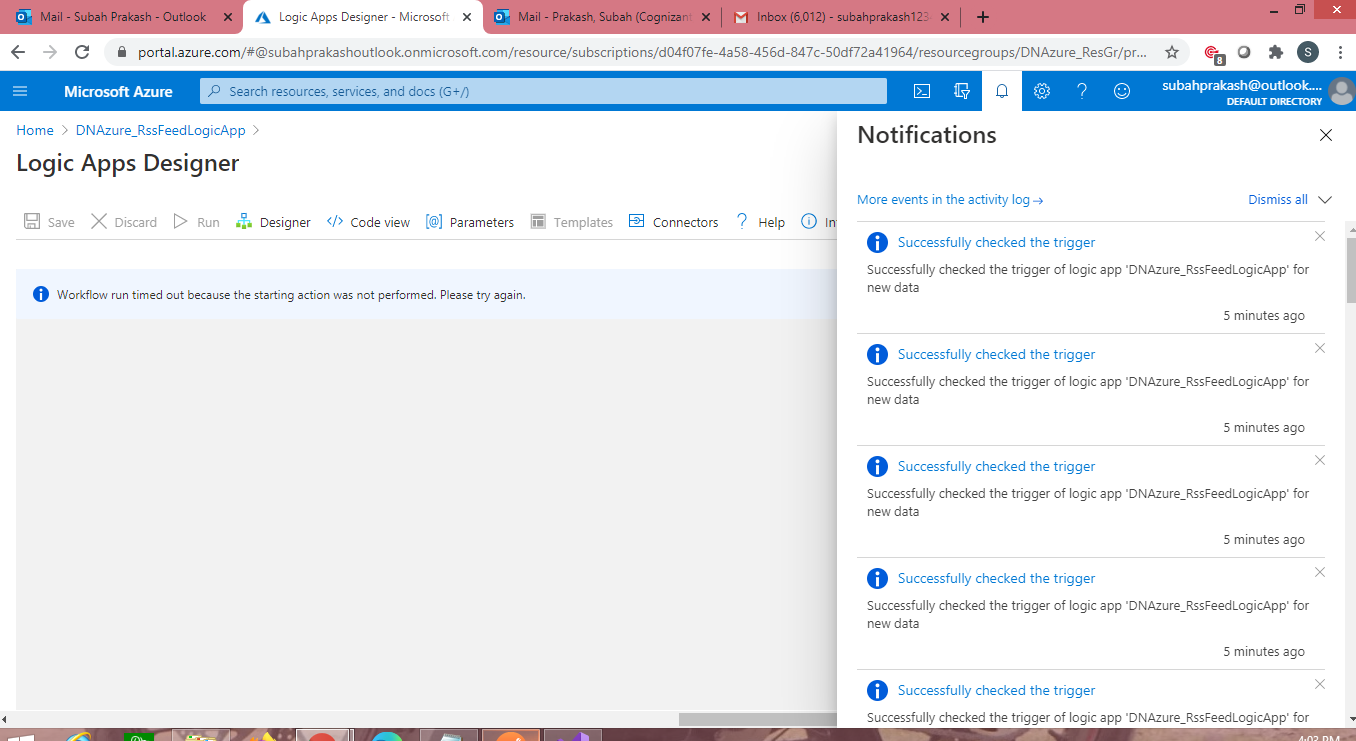 Mail - Subah Prakash - Outlook
Logic Apps Designer - Microsoft
Mail - Prakash, Subah (Cognizant
Inbox (6,012) - subahprakash123
portal.azure.com/#@subahprakashoutlook.onmicrosoft.com/resource/subscriptions/d04f07fe-4a58-456d-847c-50df72a41964/resourcegroups/DNAzure_ResGr/pr...
8
S
Microsoft Azure
Search resources, services, and docs (G+/)
subahprakash@outlook....
DEFAULT DIRECTORY
Home > DNAzure_RssFeedLogicApp >
Logic Apps Designer
Save Discard Run Designer Code view Parameters Templates Connectors Help
Workflow run timed out because the starting action was not performed. Please try again.
Notifications
More events in the activity log →
Dismiss all
Successfully checked the trigger
Successfully checked the trigger of logic app 'DNAzure_RssFeedLogicApp' for
new data
5 minutes ago
Successfully checked the trigger
Successfully checked the trigger of logic app 'DNAzure_RssFeedLogicApp' for
new data
5 minutes ago
Successfully checked the trigger
Successfully checked the trigger of logic app 'DNAzure_RssFeedLogicApp' for
new data
5 minutes ago
Successfully checked the trigger
Successfully checked the trigger of logic app 'DNAzure_RssFeedLogicApp' for
new data
5 minutes ago
Successfully checked the trigger
Successfully checked the trigger of logic app 'DNAzure_RssFeedLogicApp' for
4:03 PM